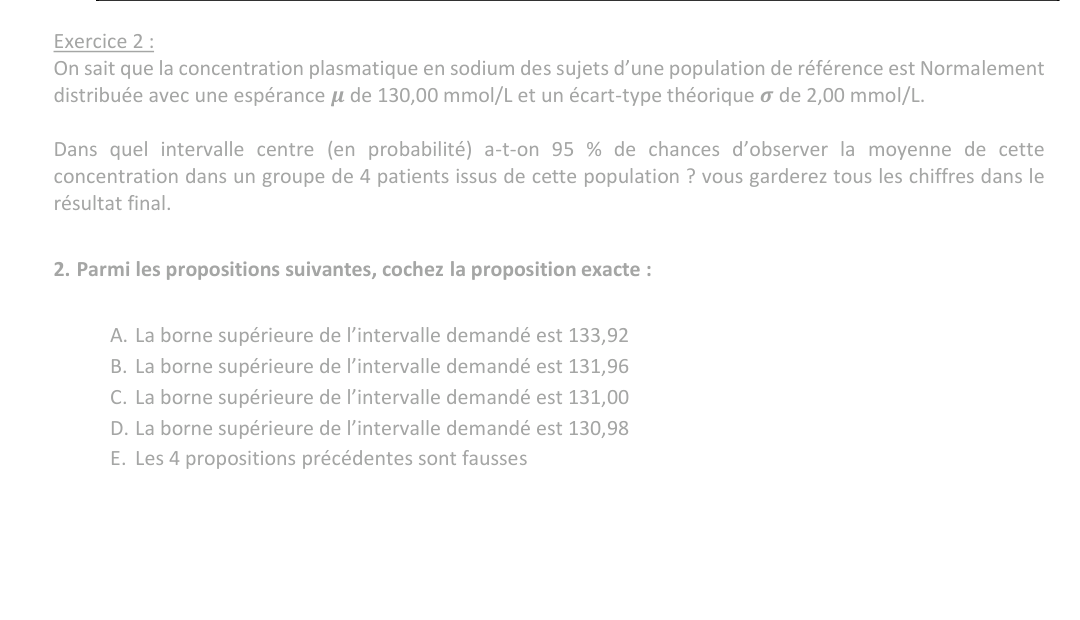 Exercice 2 :
On sait que la concentration plasmatique en sodium des sujets d’une population de référence est Normalement
distribuée avec une espérance μ de 130,00 mmol/L et un écart-type théorique σ de 2,00 mmol/L.
Dans quel intervalle centre (en probabilité) a-t-on 95 % de chances d’observer la moyenne de cette
concentration dans un groupe de 4 patients issus de cette population ? vous garderez tous les chiffres dans le
résultat final.
2. Parmi les propositions suivantes, cochez la proposition exacte :
A. La borne supérieure de l’intervalle demandé est 133,92
B. La borne supérieure de l’intervalle demandé est 131,96
C. La borne supérieure de l’intervalle demandé est 131,00
D. La borne supérieure de l’intervalle demandé est 130,98
E. Les 4 propositions précédentes sont fausses